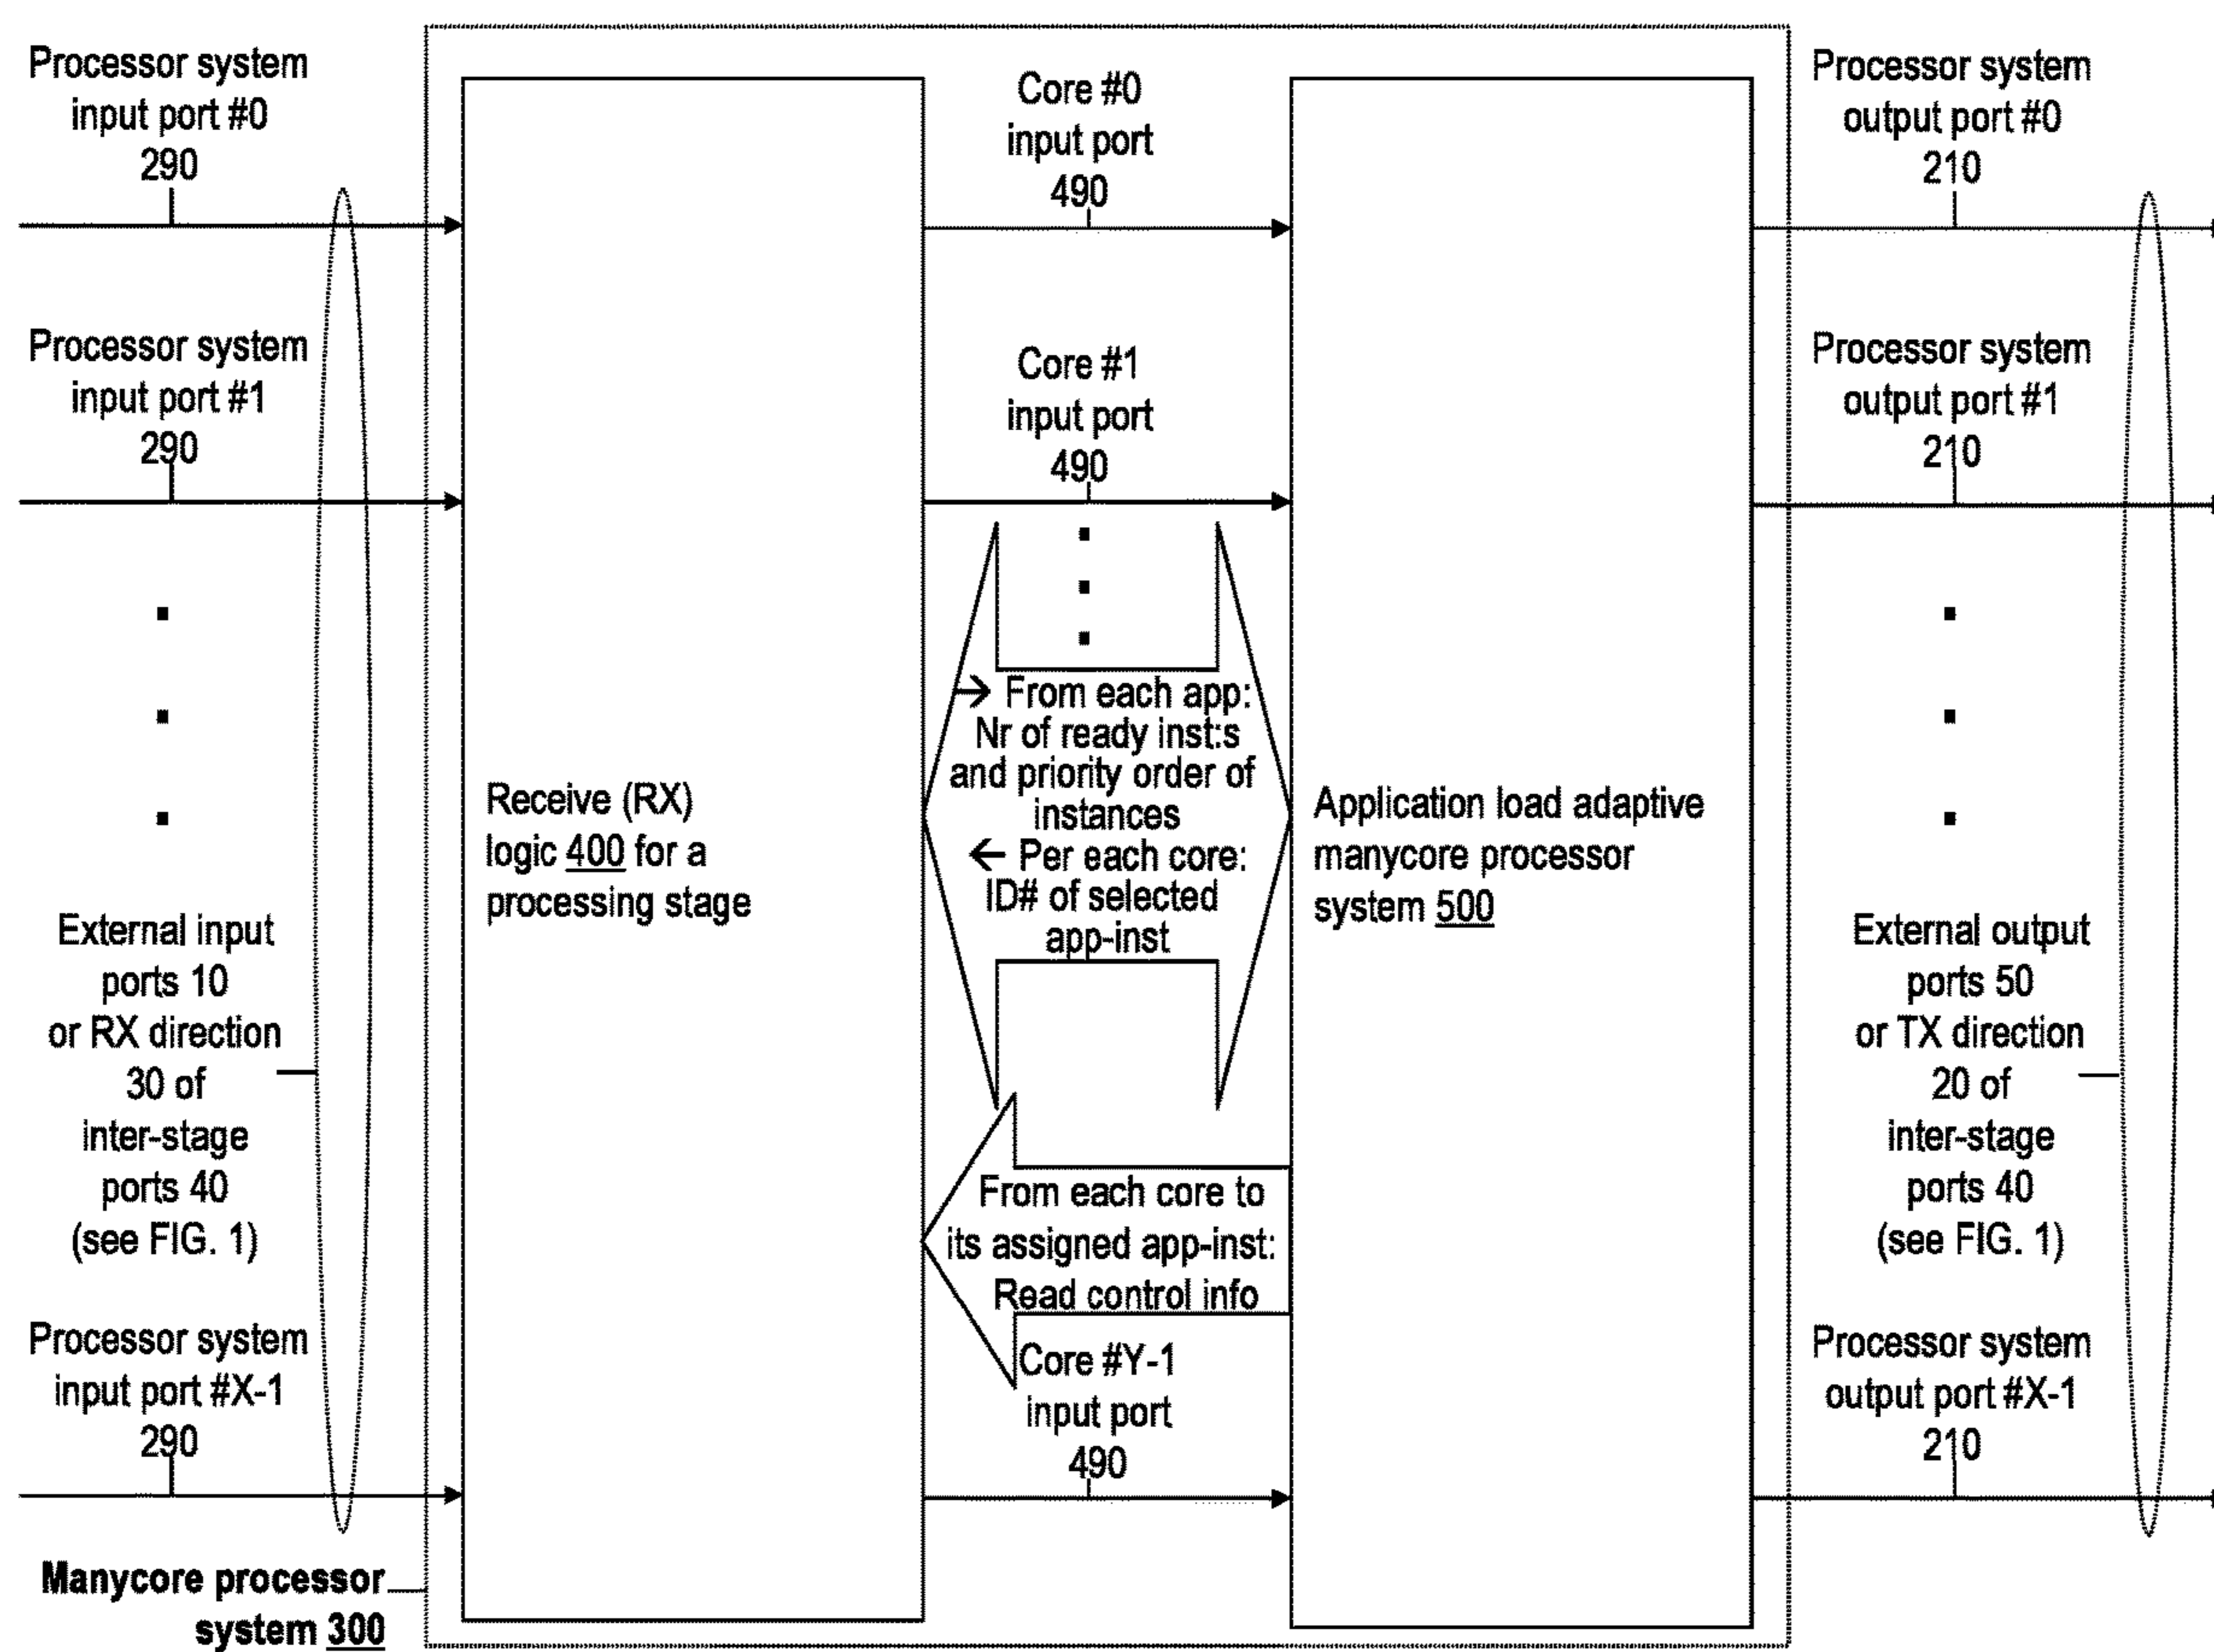 Processor system
input port #0
290
Processor system
input port #1
290
External input
ports 10
or RX direction
30 of
inter-stage
ports 40
(see FIG. 1)
Processor system
input port #X-1
290
Manycore processor
system 300
Receive (RX)
logic 400 for a
processing stage
Core #0
input port
490
Core #1
input port
490
→ From each app:
Nr of ready inst:s
and priority order of
instances
← Per each core:
ID# of selected
app-inst
From each core to
its assigned app-inst:
Read control info
Core #Y-1
input port
490
Application load adaptive
manycore processor
system 500
Processor system
output port #0
210
Processor system
output port #1
210
External output
ports 50
or TX direction
20 of
inter-stage
ports 40
(see FIG. 1)
Processor system
output port #X-1
210